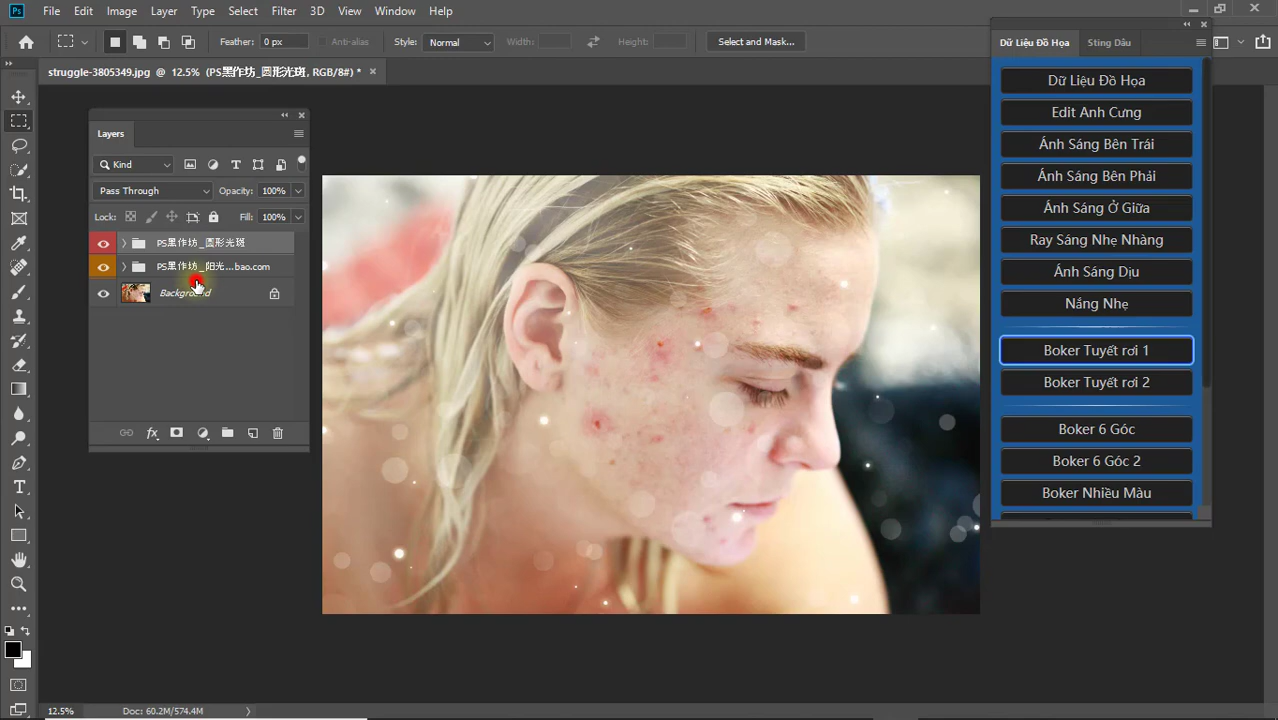 Ps File Edit Image Layer Type Select Filter 3D View Window Help
Feather: 0 px Anti-alias Style: Normal Width: Height: Select and Mask...
struggle-3805349.jpg @ 12.5% (PS黑作坊_圆形光斑, RGB/8#) * ×
Layers
Kind
Pass Through Opacity: 100%
Lock: Fill: 100%
PS黑作坊_圆形光斑
PS黑作坊_阳光...bao.com
Background
Dữ Liệu Đồ Họa Sting Dâu
Dữ Liệu Đồ Họa
Edit Anh Cưng
Ánh Sáng Bên Trái
Ánh Sáng Bên Phải
Ánh Sáng Ở Giữa
Ray Sáng Nhẹ Nhàng
Ánh Sáng Dịu
Nắng Nhẹ
Boker Tuyết rơi 1
Boker Tuyết rơi 2
Boker 6 Góc
Boker 6 Góc 2
Boker Nhiều Màu
12.5% Doc: 60.2M/574.4M